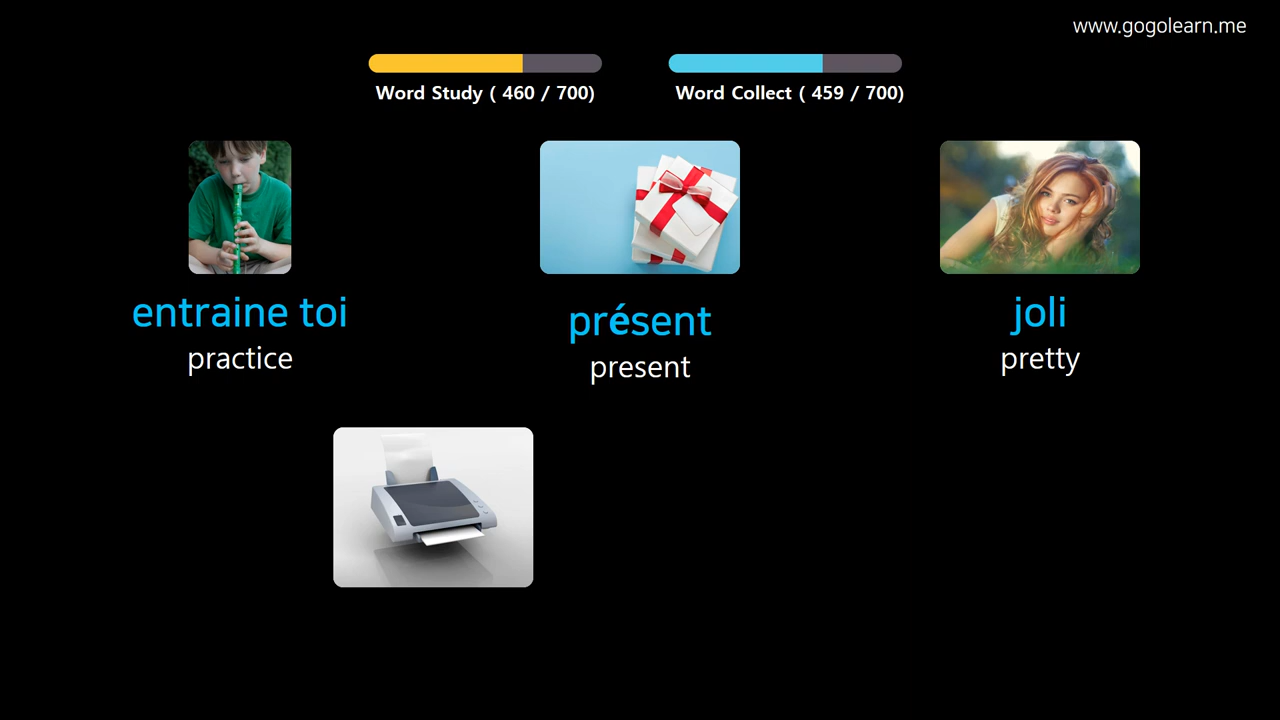 www.gogolearn.me
Word Study ( 460 / 700)
Word Collect ( 459 / 700)
entraine toi
practice
présent
present
joli
pretty